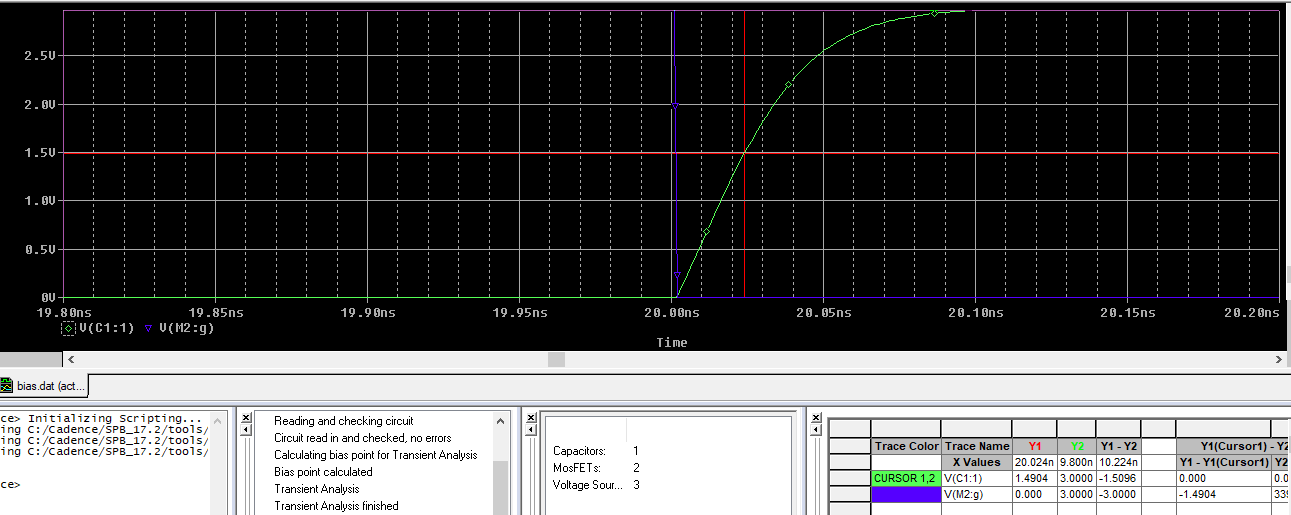 2.5V
2.0V
1.5V
1.0V
0.5V
0V
19.80ns 19.85ns 19.90ns 19.95ns 20.00ns 20.05ns 20.10ns 20.15ns 20.20ns
V(C1:1) V(M2:g)
Time
bias.dat (act...
ce> Initializing Scripting...
ing C:/Cadence/SPB_17.2/tools/
ing C:/Cadence/SPB_17.2/tools/
ing C:/Cadence/SPB_17.2/tools/
ce>
Reading and checking circuit
Circuit read in and checked, no errors
Calculating bias point for Transient Analysis
Bias point calculated
Transient Analysis
Transient Analysis finished
Capacitors: 1
MosFETs: 2
Voltage Sour... 3
Trace Color Trace Name Y1 Y2 Y1 - Y2 Y1(Cursor1) - Y2
X Values 20.024n 9.800n 10.224n Y1 - Y1(Cursor1) Y2
CURSOR 1,2 V(C1:1) 1.4904 3.0000 -1.5096 0.000 0.0
V(M2:g) 0.000 3.0000 -3.0000 -1.4904